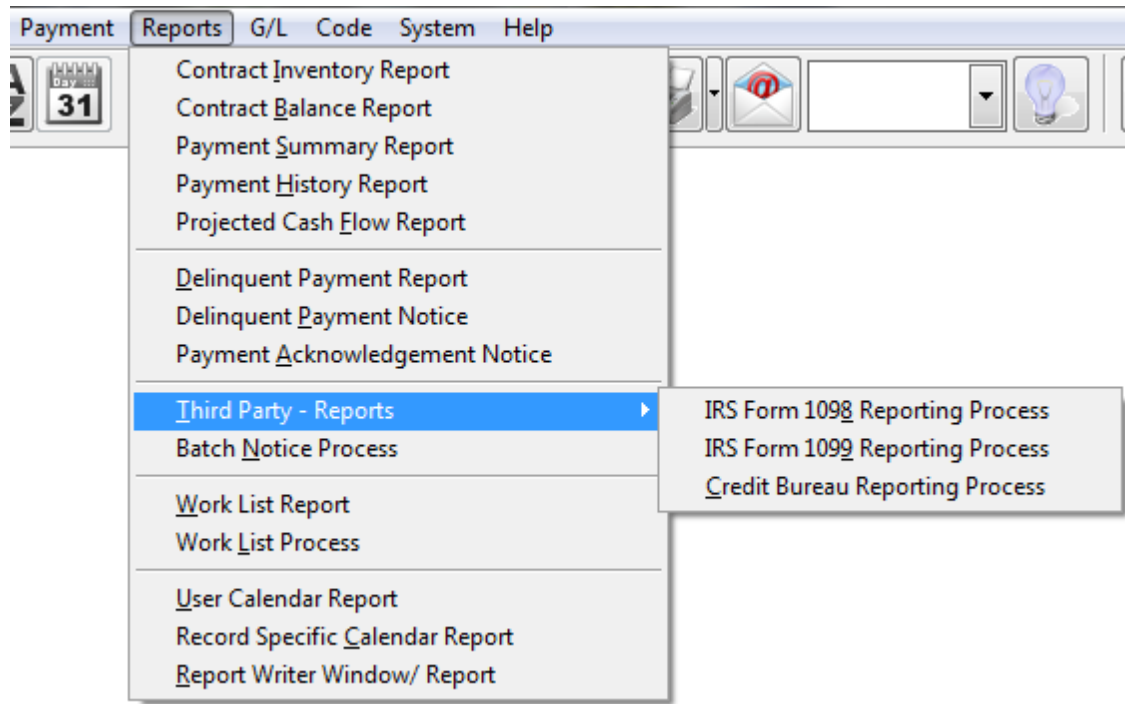 Payment Reports G/L Code System Help
Day
31
Contract Inventory Report
Contract Balance Report
Payment Summary Report
Payment History Report
Projected Cash Flow Report
Delinquent Payment Report
Delinquent Payment Notice
Payment Acknowledgement Notice
Third Party - Reports
Batch Notice Process
Work List Report
Work List Process
User Calendar Report
Record Specific Calendar Report
Report Writer Window/ Report
IRS Form 1098 Reporting Process
IRS Form 1099 Reporting Process
Credit Bureau Reporting Process